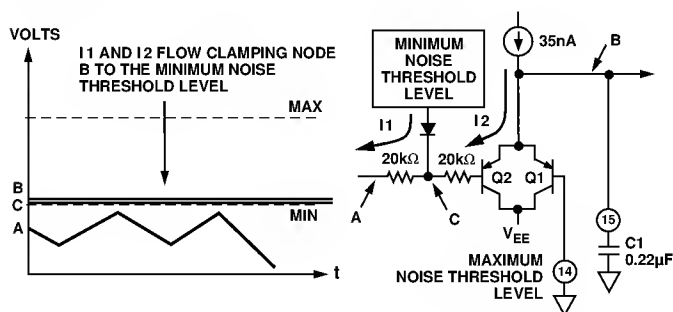 VOLTS
I1 AND I2 FLOW CLAMPING NODE
B TO THE MINIMUM NOISE
THRESHOLD LEVEL
MAX
B
C
A
MIN
t
MINIMUM
NOISE
THRESHOLD
LEVEL
35nA
B
I1
I2
20kΩ
20kΩ
Q2
Q1
A
C
VEE
15
C1
0.22µF
MAXIMUM
NOISE THRESHOLD
LEVEL
14